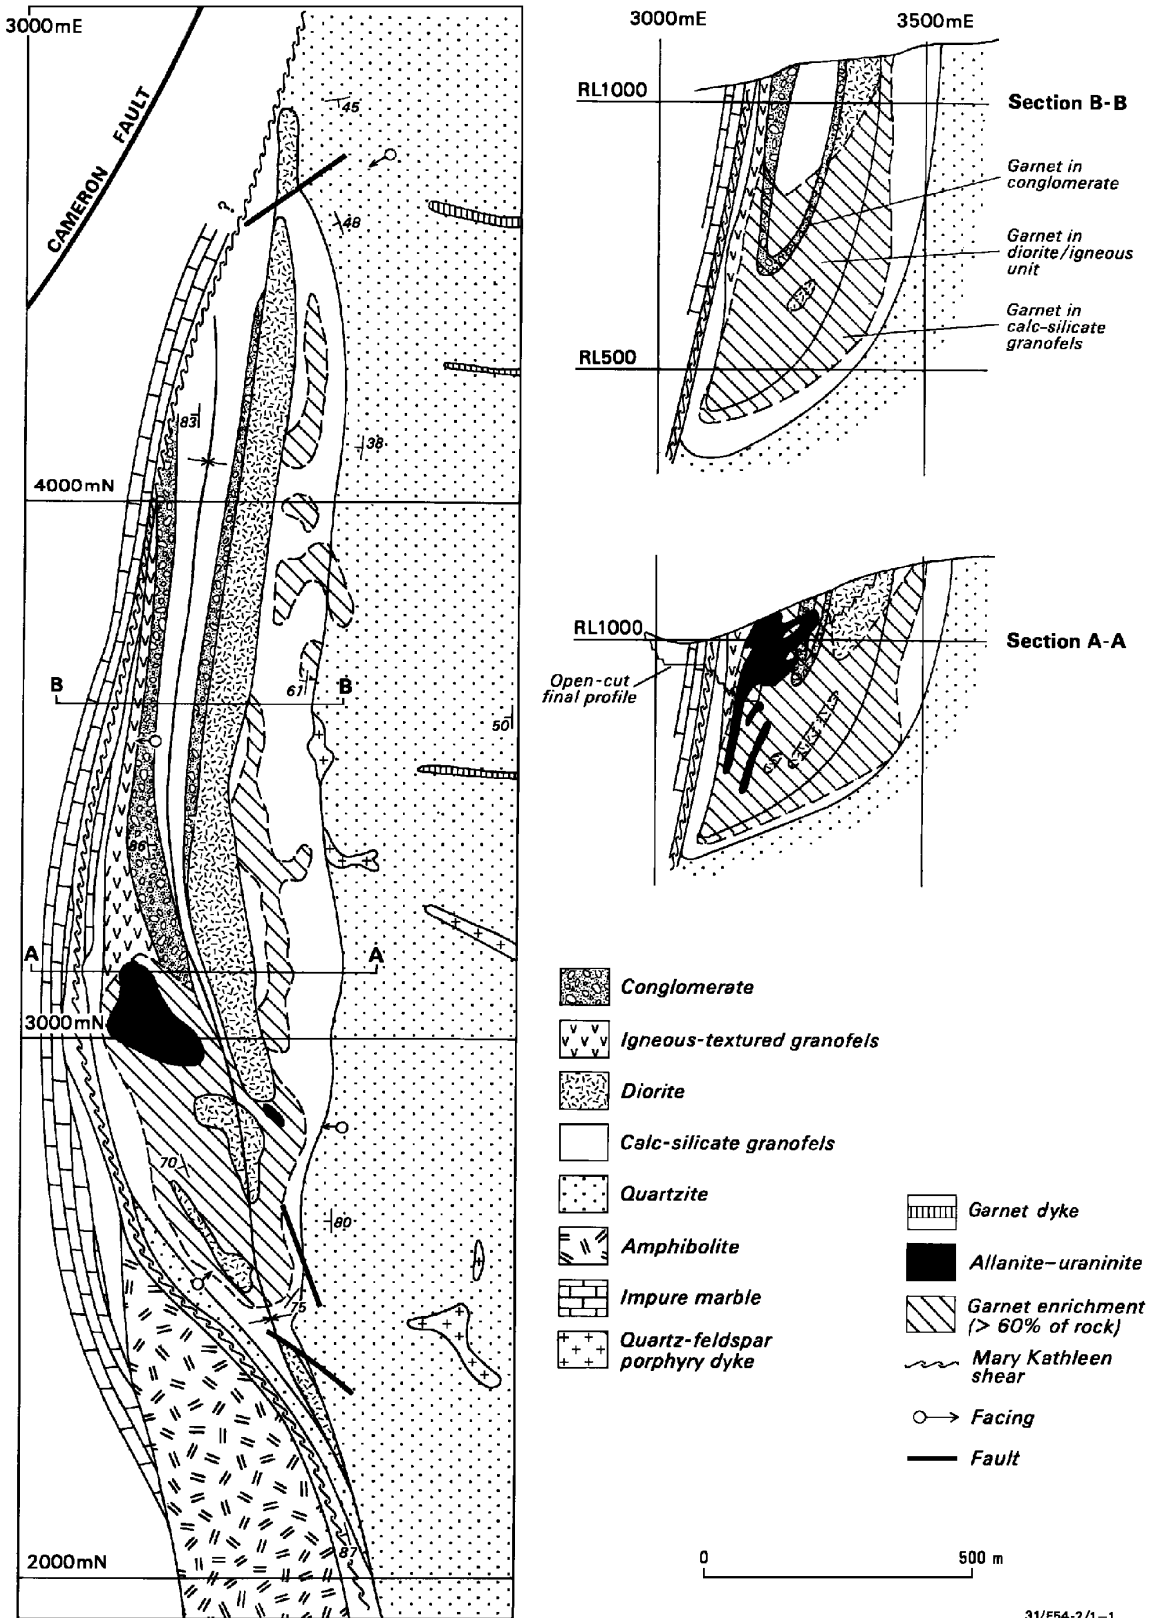 3000mE
CAMERON FAULT
45
?
48
83
38
4000mN
B
B
61
50
86
A
A
3000mN
70
80
75
87
2000mN
3000mE
3500mE
RL1000
Section B-B
Garnet in
conglomerate
Garnet in
diorite/igneous
unit
Garnet in
calc-silicate
granofels
RL500
RL1000
Section A-A
Open-cut
final profile
Conglomerate
Igneous-textured granofels
Diorite
Calc-silicate granofels
Quartzite
Amphibolite
Impure marble
Quartz-feldspar
porphyry dyke
Garnet dyke
Allanite–uraninite
Garnet enrichment
(> 60% of rock)
Mary Kathleen
shear
Facing
Fault
0
500 m
31/F54-2/1–1